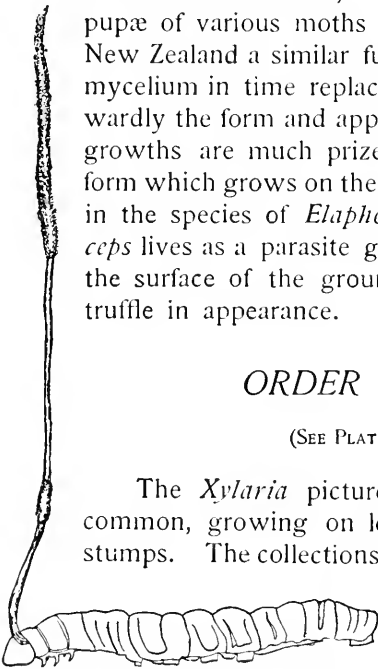 pupæ of various moths
New Zealand a similar fu
mycelium in time replac
wardly the form and app
growths are much prize
form which grows on the
in the species of Elapho
ceps lives as a parasite g
the surface of the groun
truffle in appearance.
ORDER
(SEE PLAT
The Xylaria picture
common, growing on l
stumps. The collections